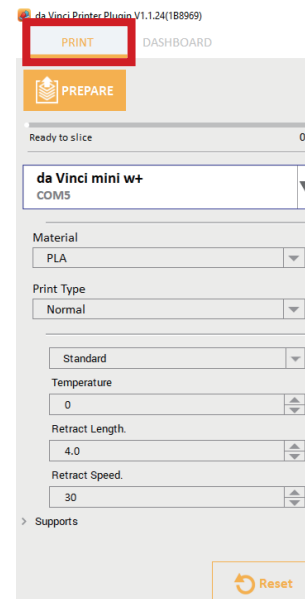 da Vinci Printer Plugin V1.1.24(1B8969)
PRINT DASHBOARD
PREPARE
Ready to slice 0
da Vinci mini w+
COM5
Material
PLA
Print Type
Normal
Standard
Temperature
0
Retract Length.
4.0
Retract Speed.
30
> Supports
Reset